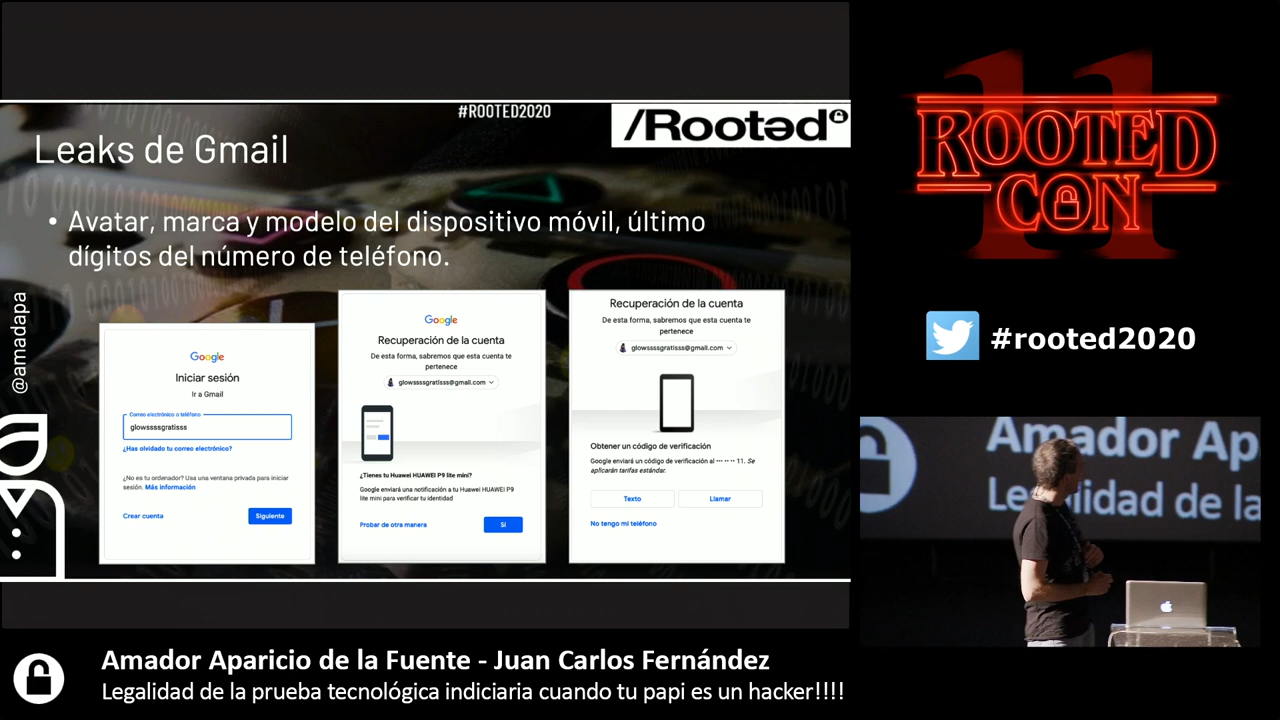 #ROOTED2020
/Rooted
Leaks de Gmail
• Avatar, marca y modelo del dispositivo móvil, último
dígitos del número de teléfono.
@amadapa
Google
Iniciar sesión
Ir a Gmail
Correo electrónico o teléfono
glowssssgratisss
¿Has olvidado tu correo electrónico?
¿No es tu ordenador? Usa una ventana privada para iniciar
sesión. Más información
Crear cuenta
Siguiente
Google
Recuperación de la cuenta
De esta forma, sabremos que esta cuenta te
pertenece
glowssssgratisss@gmail.com
¿Tienes tu Huawei HUAWEI P9 lite mini?
Google enviará una notificación a tu Huawei HUAWEI P9
lite mini para verificar tu identidad
Probar de otra manera
Sí
Recuperación de la cuenta
De esta forma, sabremos que esta cuenta te
pertenece
glowssssgratisss@gmail.com
Obtener un código de verificación
Google enviará un código de verificación al ••• •• •• 11. Se
aplicarán tarifas estándar.
Texto
Llamar
No tengo mi teléfono
11
ROOTED
CON
#rooted2020
Amador Ap
Legalidad de la
Amador Aparicio de la Fuente - Juan Carlos Fernández
Legalidad de la prueba tecnológica indiciaria cuando tu papi es un hacker!!!!